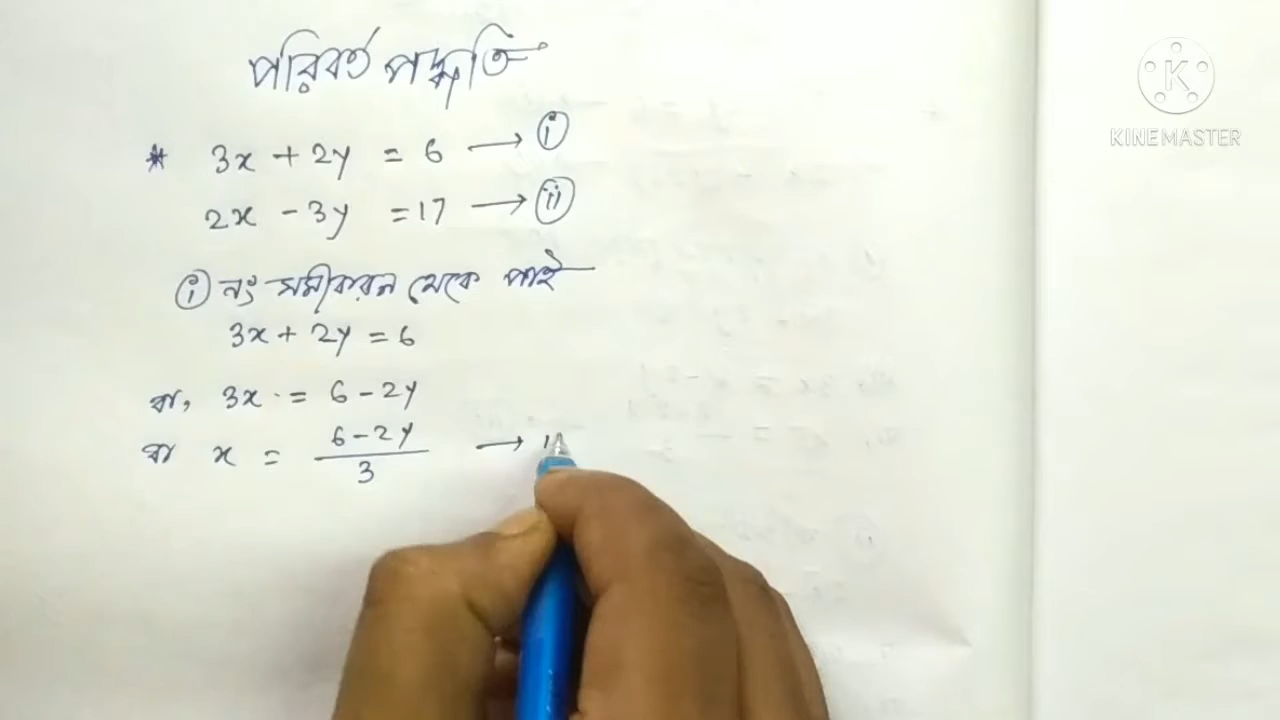 পরিবর্ত পদ্ধতি
* 3x + 2y = 6 → (i)
2x - 3y = 17 → (ii)
(i) নং সমীকরন থেকে পাই
3x + 2y = 6
বা, 3x = 6 - 2y
বা x = (6 - 2y)/3 →
K
KINEMASTER